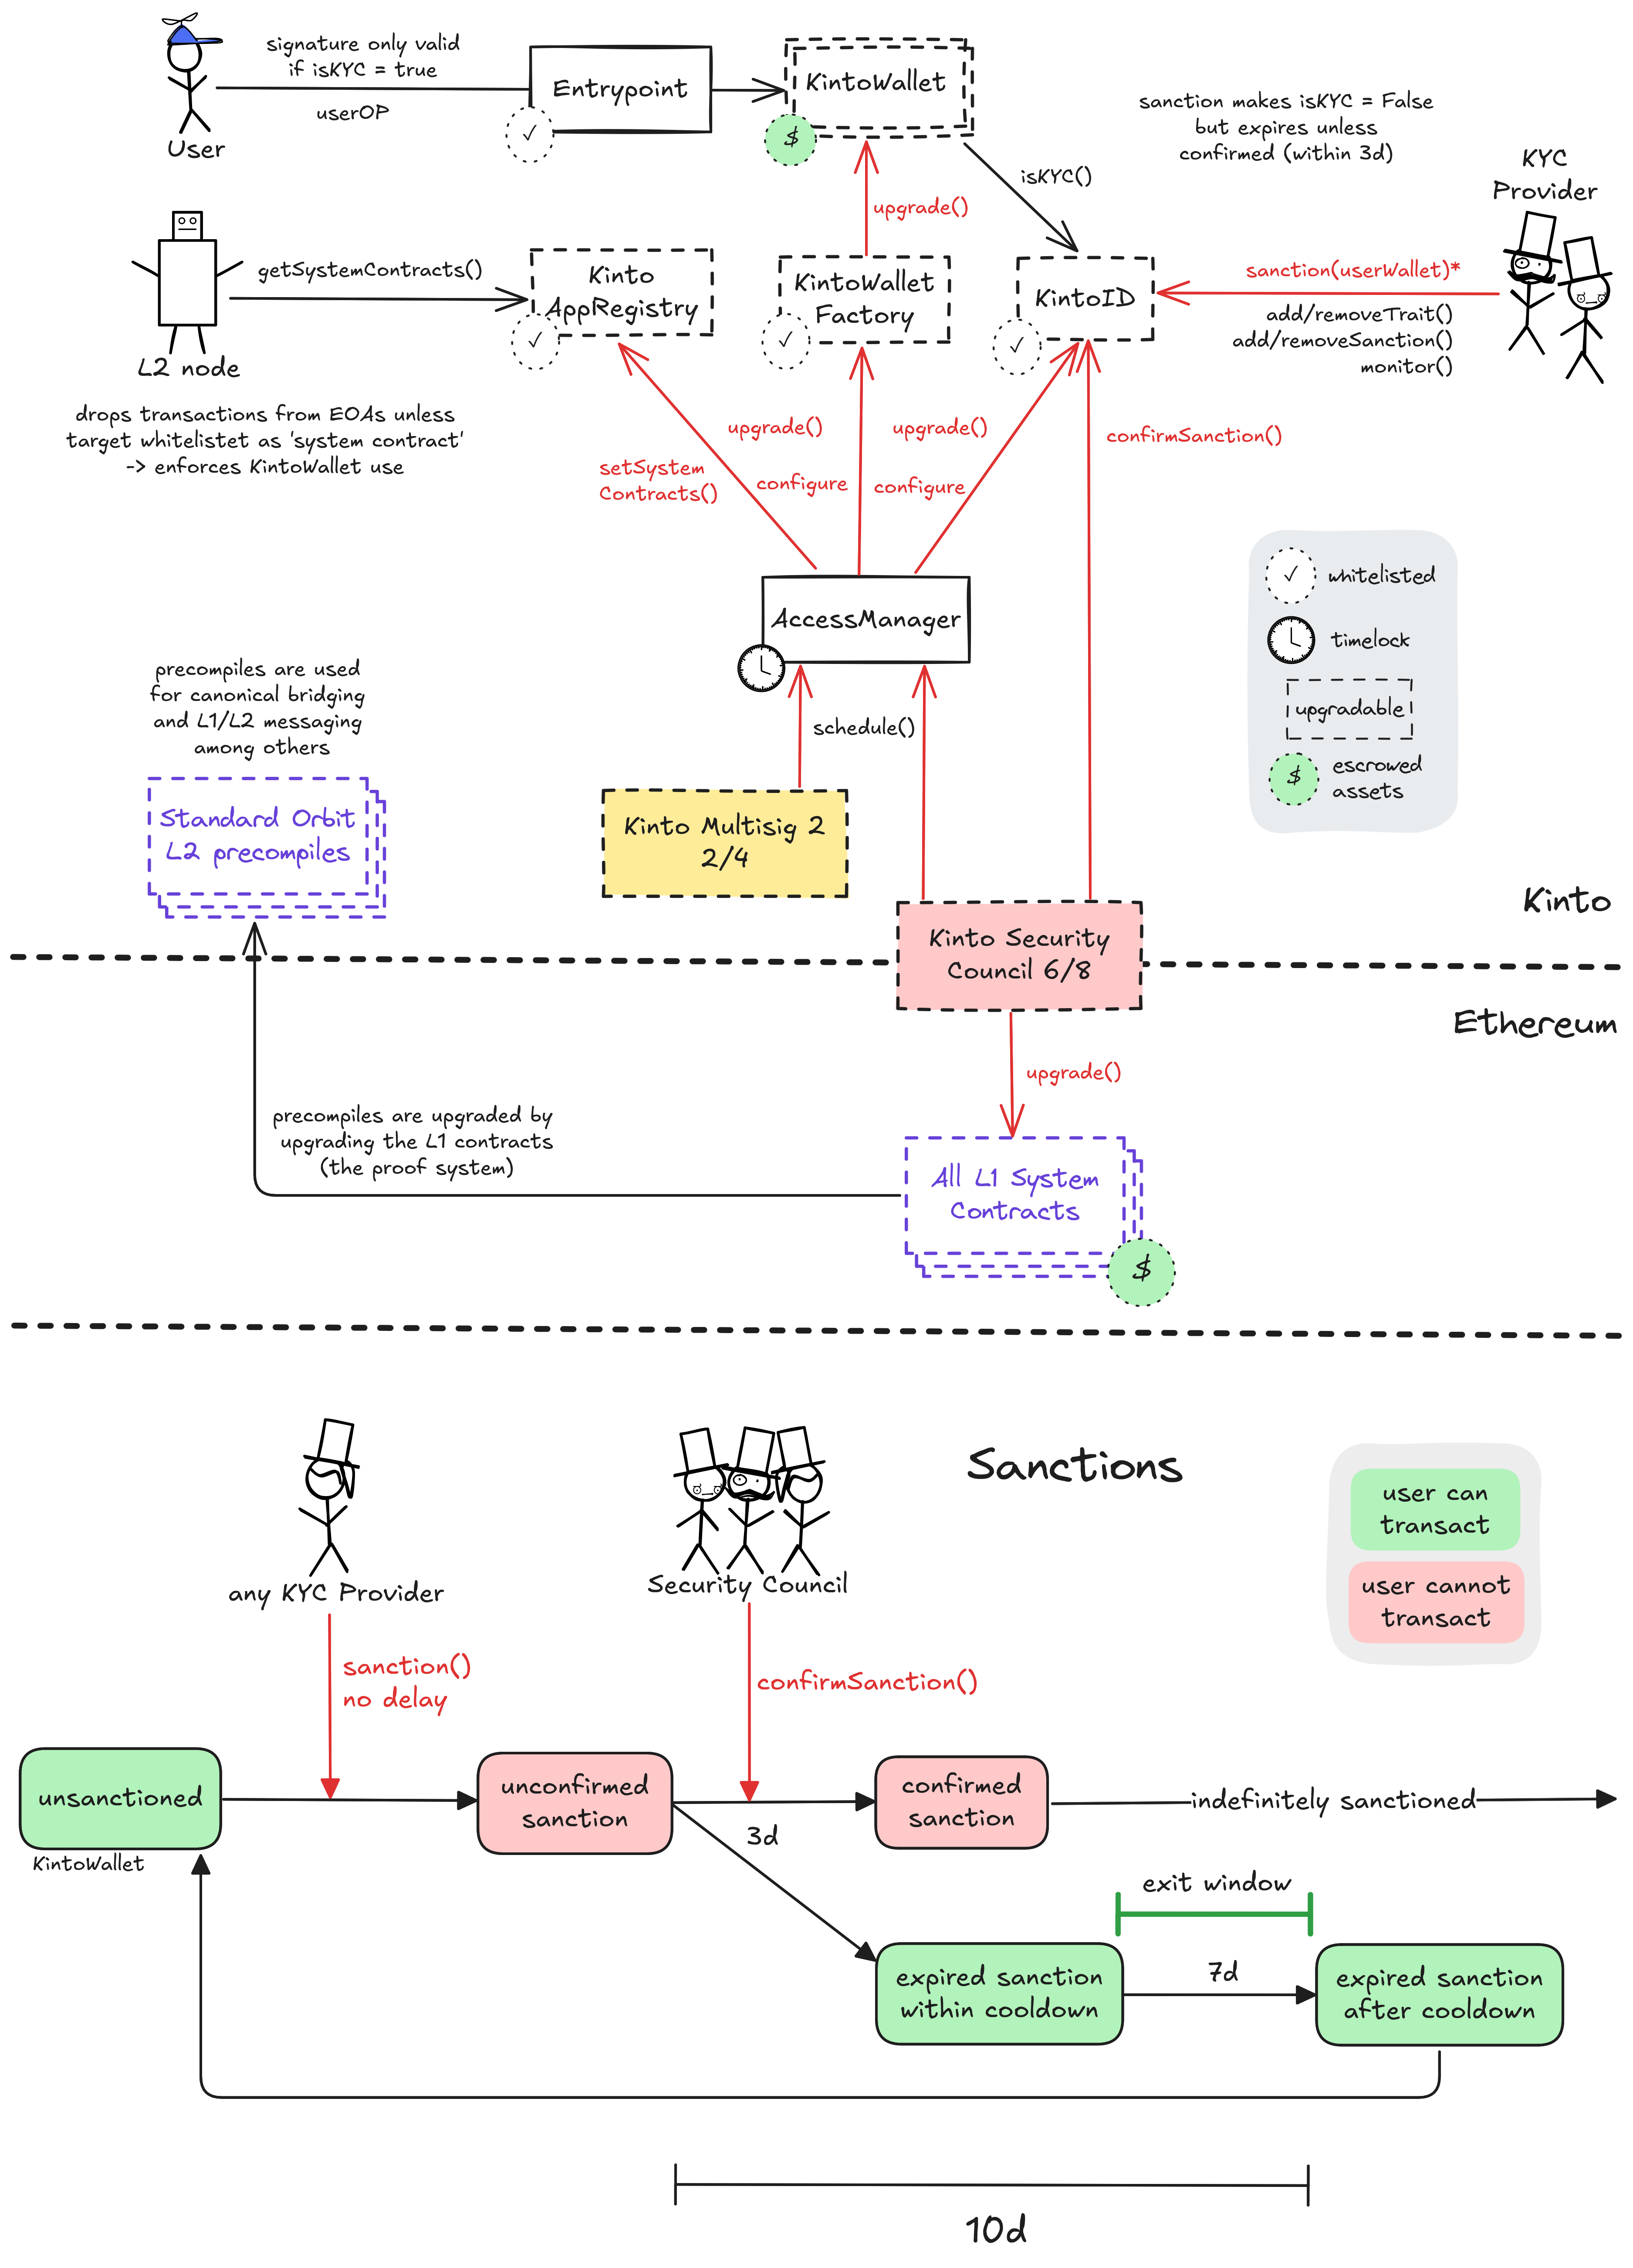 signature only valid
if isKYC = true
userOP
User
Entrypoint
✓
KintoWallet
$
isKYC()
sanction makes isKYC = False
but expires unless
confirmed (within 3d)
KYC
Provider
upgrade()
L2 node
getSystemContracts()
Kinto
AppRegistry
✓
KintoWallet
Factory
✓
KintoID
✓
sanction(userWallet)*
add/removeTrait()
add/removeSanction()
monitor()
drops transactions from EOAs unless
target whitelistet as 'system contract'
-> enforces KintoWallet use
setSystem
Contracts()
upgrade()
configure
upgrade()
configure
confirmSanction()
AccessManager
✓ whitelisted
timelock
upgradable
$ escrowed
assets
schedule()
precompiles are used
for canonical bridging
and L1/L2 messaging
among others
Standard Orbit
L2 precompiles
Kinto Multisig 2
2/4
Kinto Security
Council 6/8
Kinto
Ethereum
upgrade()
precompiles are upgraded by
upgrading the L1 contracts
(the proof system)
All L1 System
Contracts
$
Sanctions
any KYC Provider
Security Council
user can
transact
user cannot
transact
sanction()
no delay
confirmSanction()
unsanctioned
KintoWallet
unconfirmed
sanction
3d
confirmed
sanction
indefinitely sanctioned
exit window
expired sanction
within cooldown
7d
expired sanction
after cooldown
10d